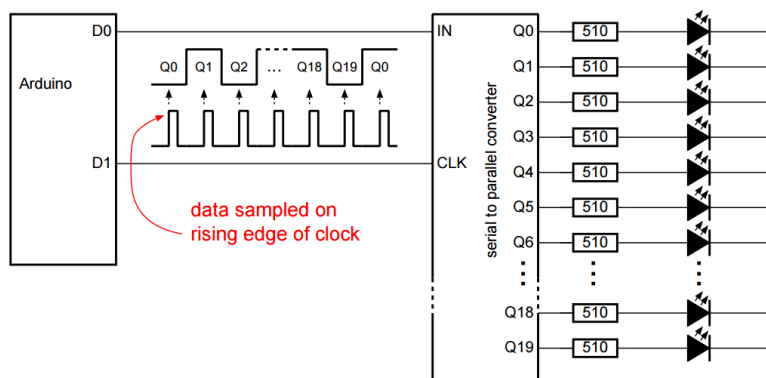 D0
IN
Q0
510
Q0
Q1
Q2
...
Q18
Q19
Q0
Q1
510
Arduino
Q2
510
Q3
510
D1
CLK
Q4
510
serial to parallel converter
data sampled on
rising edge of clock
Q5
510
Q6
510
Q18
510
Q19
510